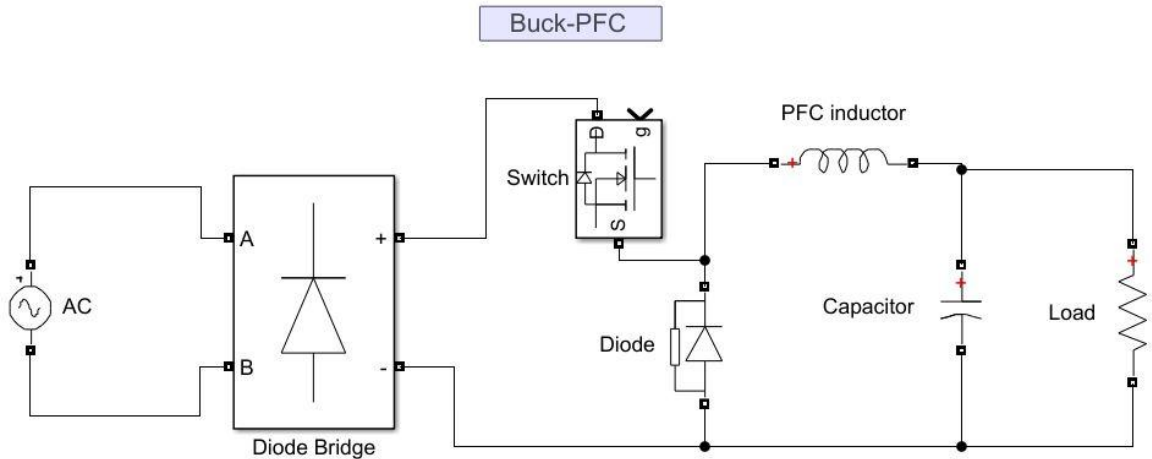 Buck-PFC
PFC inductor
D
g
Switch
S
A
+
AC
Capacitor
Load
Diode
B
-
Diode Bridge